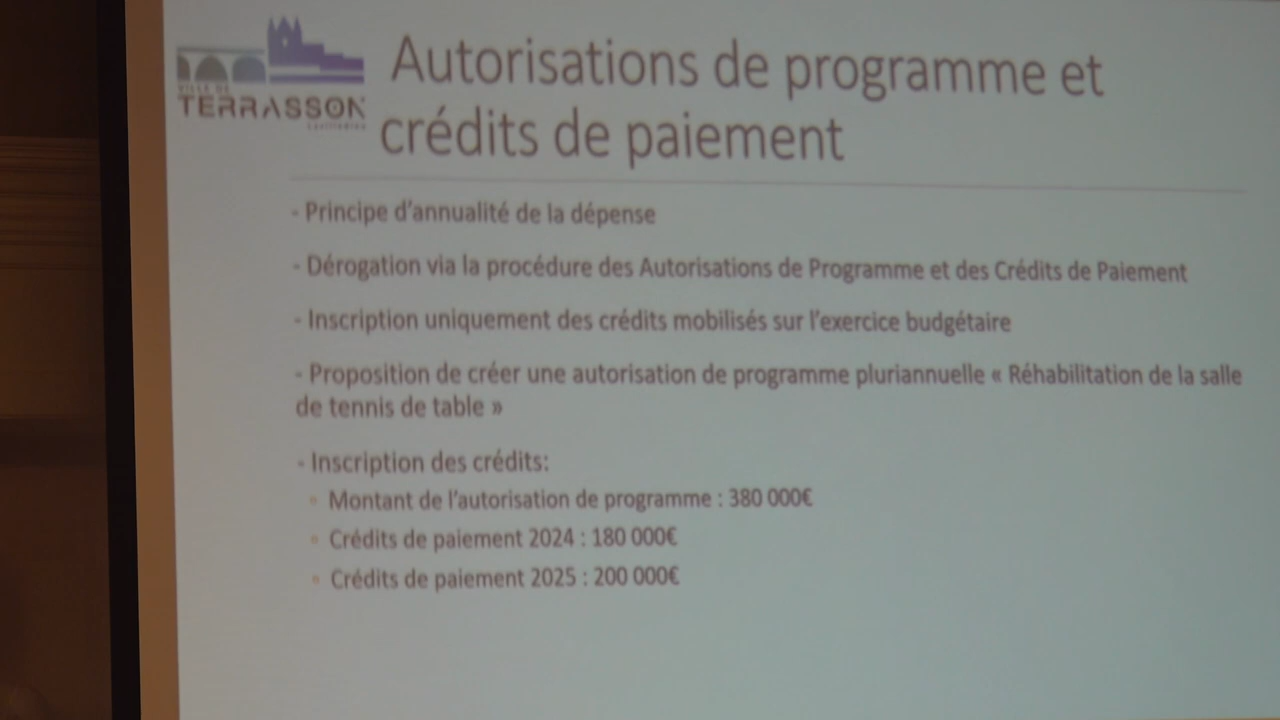 VILLE DE
TERRASSON
Autorisations de programme et
crédits de paiement
- Principe d'annualité de la dépense
- Dérogation via la procédure des Autorisations de Programme et des Crédits de Paiement
- Inscription uniquement des crédits mobilisés sur l'exercice budgétaire
- Proposition de créer une autorisation de programme pluriannuelle « Réhabilitation de la salle
de tennis de table »
- Inscription des crédits:
Montant de l'autorisation de programme : 380 000€
Crédits de paiement 2024 : 180 000€
Crédits de paiement 2025 : 200 000€